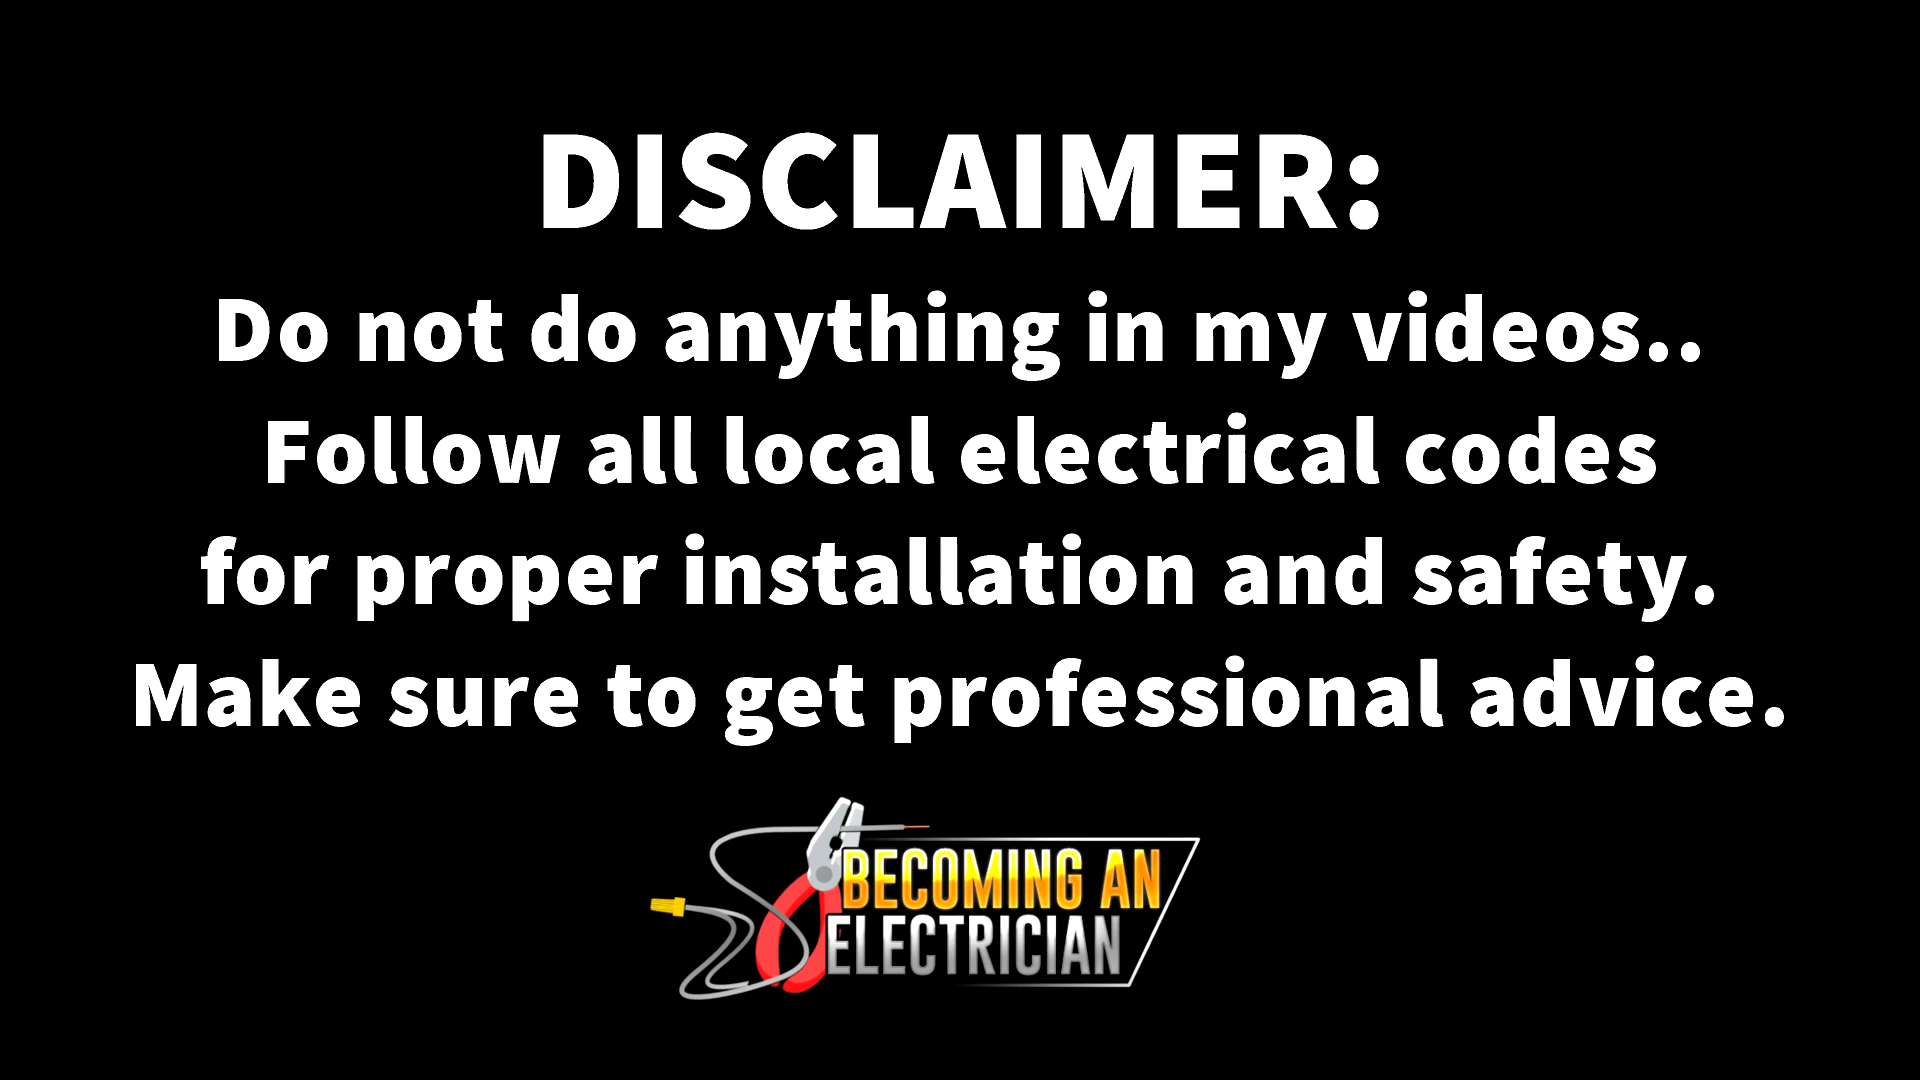 DISCLAIMER:
Do not do anything in my videos..
Follow all local electrical codes
for proper installation and safety.
Make sure to get professional advice.
BECOMING AN
ELECTRICIAN